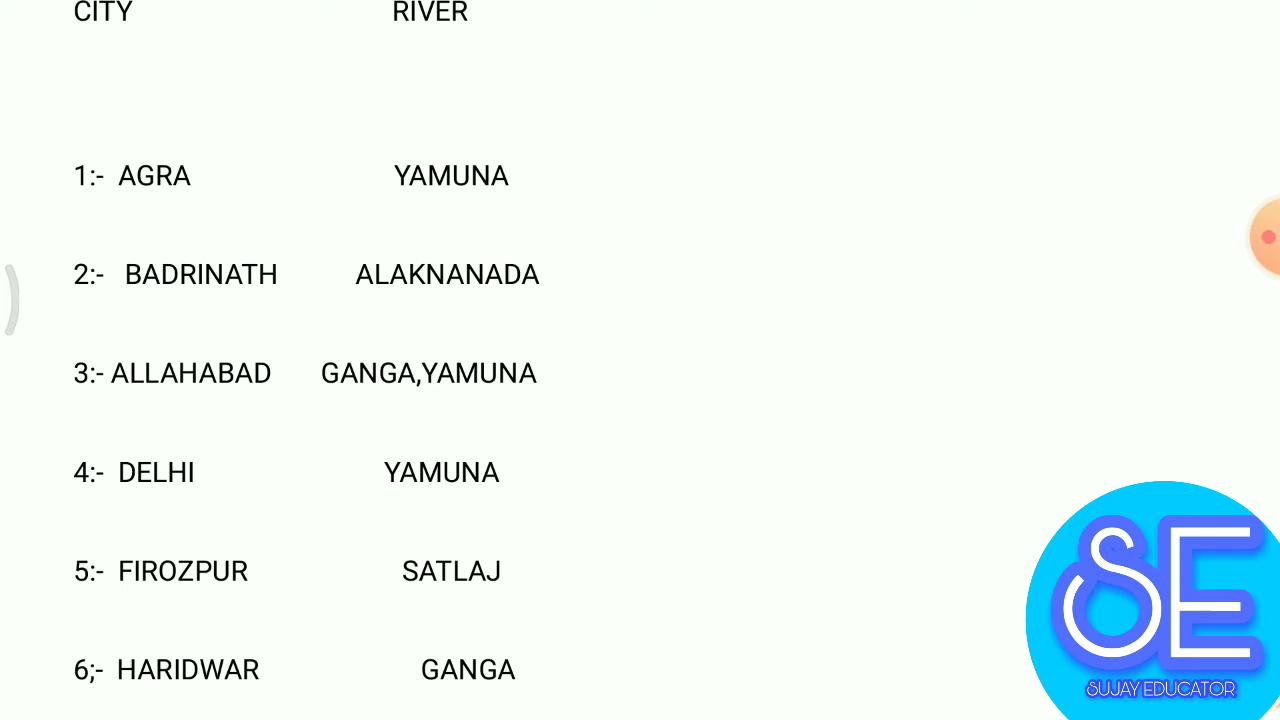 CITY RIVER
1:- AGRA YAMUNA
2:- BADRINATH ALAKNANADA
3:- ALLAHABAD GANGA,YAMUNA
4:- DELHI YAMUNA
5:- FIROZPUR SATLAJ
6;- HARIDWAR GANGA
SE
SUJAY EDUCATOR